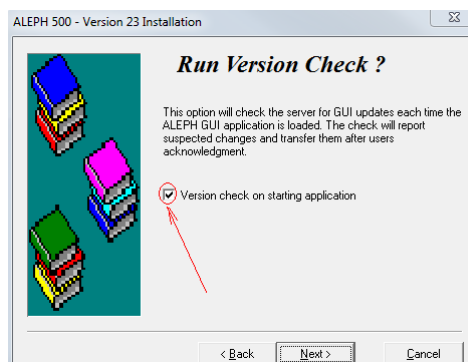 ALEPH 500 - Version 23 Installation
Run Version Check ?
This option will check the server for GUI updates each time the
ALEPH GUI application is loaded. The check will report
suspected changes and transfer them after users
acknowledgment.
Version check on starting application
< Back Next > Cancel